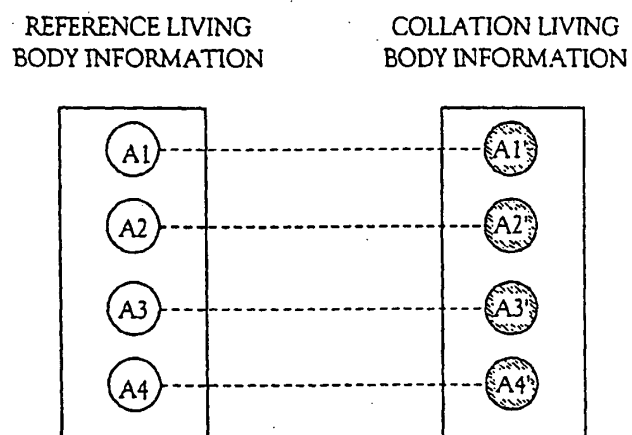 REFERENCE LIVING
BODY INFORMATION
COLLATION LIVING
BODY INFORMATION
A1 A1'
A2 A2'
A3 A3'
A4 A4'